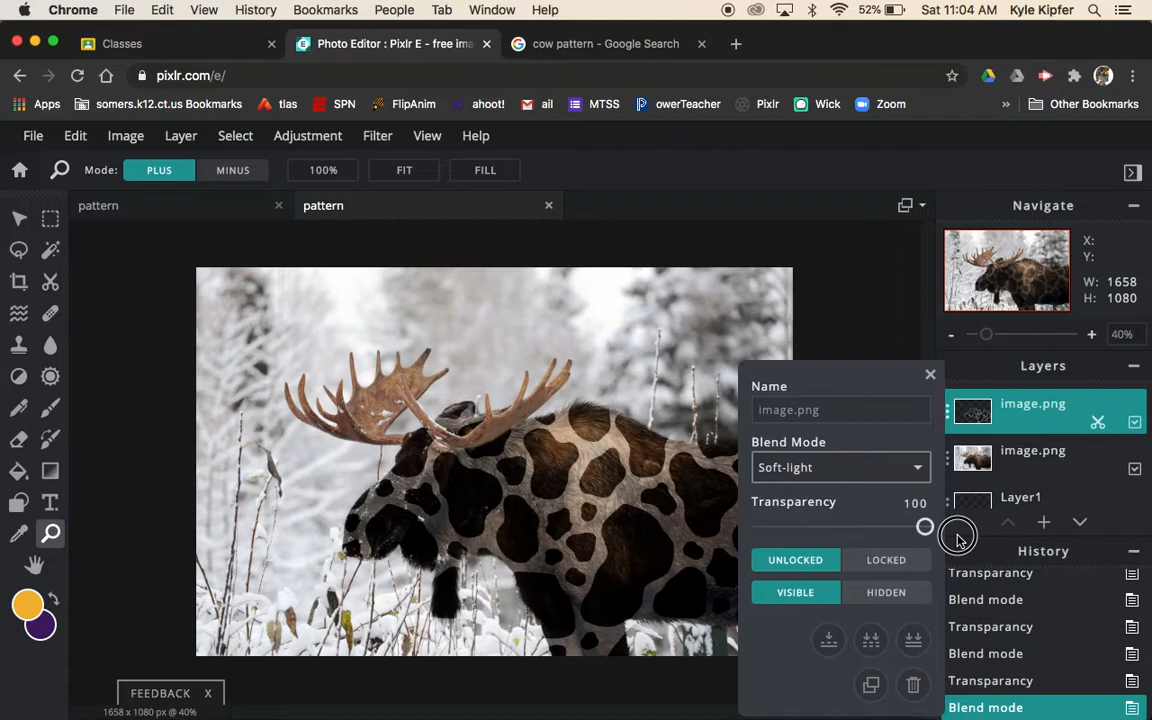 Chrome File Edit View History Bookmarks People Tab Window Help 52% Sat 11:04 AM Kyle Kipfer
Classes × Photo Editor : Pixlr E - free ima × cow pattern - Google Search × +
pixlr.com/e/
Apps somers.k12.ct.us Bookmarks tlas SPN FlipAnim ahoot! ail MTSS owerTeacher Pixlr Wick Zoom » Other Bookmarks
File Edit Image Layer Select Adjustment Filter View Help
Mode: PLUS MINUS 100% FIT FILL
pattern × pattern ×
Navigate
X:
Y:
W: 1658
H: 1080
- + 40%
Layers
Name
image.png
image.png
Blend Mode
image.png
Soft-light
Transparency 100
Layer1
UNLOCKED LOCKED
History
Transparancy
VISIBLE HIDDEN
Blend mode
Transparancy
Blend mode
Transparancy
Blend mode
FEEDBACK X
1658 x 1080 px @ 40%